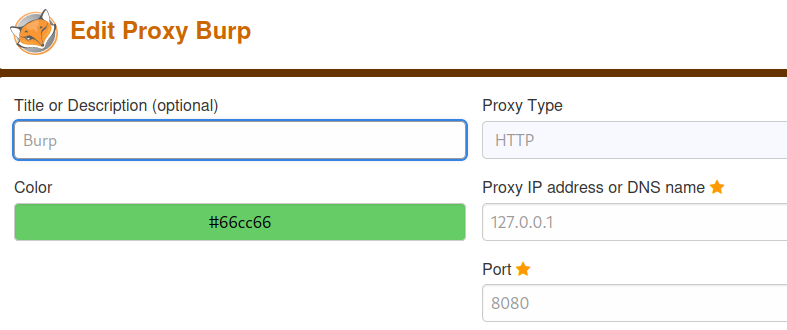 Edit Proxy Burp
Title or Description (optional)
Burp
Color
#66cc66
Proxy Type
HTTP
Proxy IP address or DNS name
127.0.0.1
Port
8080